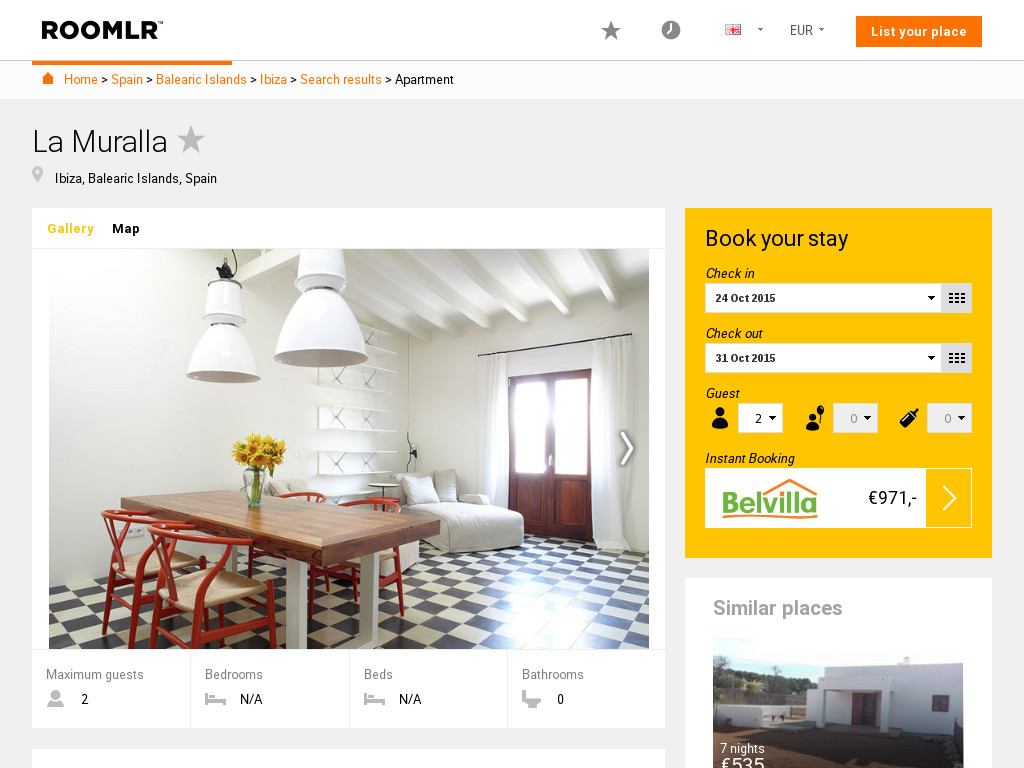 ROOMLR™
EUR
List your place
Home > Spain > Balearic Islands > Ibiza > Search results > Apartment
La Muralla
Ibiza, Balearic Islands, Spain
Gallery Map
Book your stay
Check in
24 Oct 2015
Check out
31 Oct 2015
Guest
2 0 0
Instant Booking
Belvilla €971,-
Maximum guests Bedrooms Beds Bathrooms
2 N/A N/A 0
Similar places
7 nights
€535